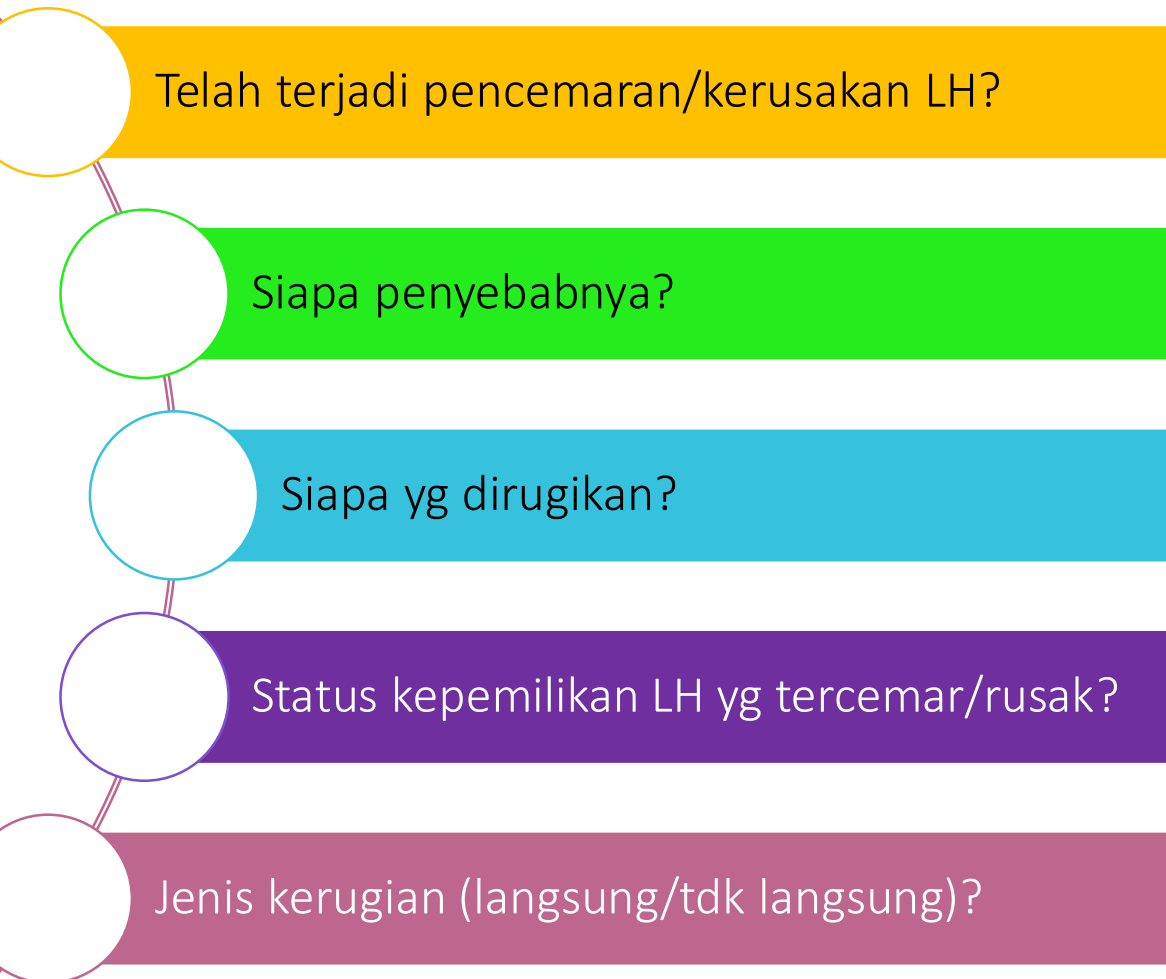 Telah terjadi pencemaran/kerusakan LH?
Siapa penyebabnya?
Siapa yg dirugikan?
Status kepemilikan LH yg tercemar/rusak?
Jenis kerugian (langsung/tdk langsung)?